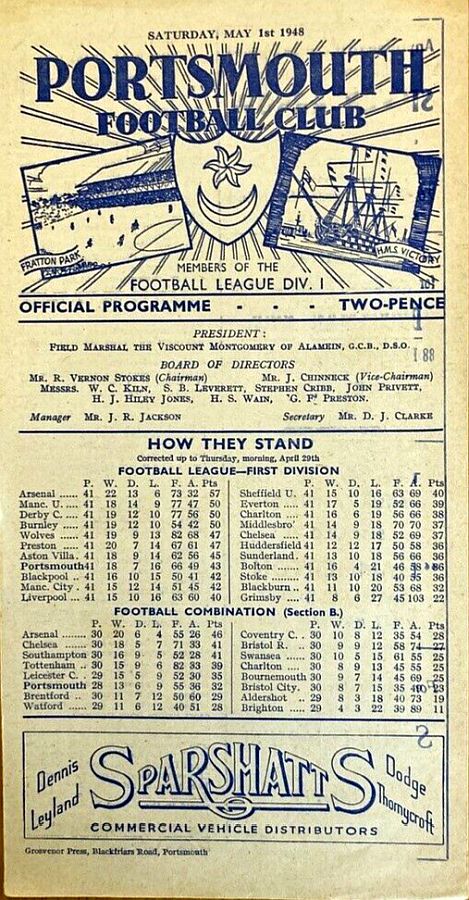 SATURDAY, MAY 1st 1948
PORTSMOUTH
FOOTBALL CLUB
FRATTON PARK
H.M.S. VICTORY
MEMBERS OF THE
FOOTBALL LEAGUE DIV. I
OFFICIAL PROGRAMME - - - TWO-PENCE
PRESIDENT:
FIELD MARSHAL THE VISCOUNT MONTGOMERY OF ALAMEIN, G.C.B., D.S.O.
BOARD OF DIRECTORS
MR. R. VERNON STOKES (Chairman) MR. J. CHINNECK (Vice-Chairman)
MESSRS. W. C. KILN, S. B. LEVERETT, STEPHEN CRIBB, JOHN PRIVETT,
H. J. HILEY JONES, H. S. WAIN, G. F. PRESTON.
Manager MR. J. R. JACKSON Secretary MR. D. J. CLARKE
HOW THEY STAND
Corrected up to Thursday, morning, April 29th
FOOTBALL LEAGUE—FIRST DIVISION
P. W. D. L. F. A. Pts
Arsenal ...... 41 22 13 6 73 32 57
Manc. U. .... 41 18 14 9 77 47 50
Derby C. .... 41 19 12 10 77 56 50
Burnley ..... 41 19 12 10 54 42 50
Wolves ...... 41 19 9 13 82 68 47
Preston ..... 41 20 7 14 67 61 47
Aston Villa . 41 18 9 14 62 56 45
Portsmouth 41 18 7 16 66 49 43
Blackpool .. 41 16 10 15 50 41 42
Manc. City . 41 15 12 14 51 45 42
Liverpool ... 41 15 10 16 63 60 40
P. W. D. L. F. A. Pts
Sheffield U. 41 15 10 16 63 69 40
Everton ..... 41 17 5 19 52 66 39
Charlton .... 41 16 6 19 56 66 38
Middlesbro' 41 14 9 18 70 70 37
Chelsea ..... 41 14 9 18 52 69 37
Huddersfield 41 12 12 17 50 58 36
Sunderland. 41 13 10 18 56 66 36
Bolton ...... 41 16 4 21 46 58 36
Stoke ....... 41 13 10 18 40 55 36
Blackburn .. 41 11 10 20 53 68 32
Grimsby .... 41 8 6 27 45 103 22
FOOTBALL COMBINATION (Section B.)
P. W. D. L. F. A. Pts
Arsenal ........ 30 20 6 4 55 26 46
Chelsea ....... 30 18 5 7 71 33 41
Southampton 30 16 9 5 52 28 41
Tottenham .. 30 15 9 6 82 33 39
Leicester C. . 29 15 5 9 52 30 35
Portsmouth 28 13 6 9 55 36 32
Brentford .. 30 11 7 12 50 60 29
Watford ..... 29 11 6 12 40 51 28
P. W. D. L. F. A. Pts
Coventry C. . 30 10 8 12 35 54 28
Bristol R. .. 30 9 9 12 58 74 27
Swansea ..... 30 10 5 15 61 55 25
Charlton .... 30 8 9 13 45 55 25
Bournemouth 30 9 7 14 45 69 25
Bristol City. 30 8 7 15 35 49 23
Aldershot .. 29 8 3 18 40 73 19
Brighton .... 29 4 3 22 39 89 11
Dennis
Leyland
SPARSHATTS
Dodge
Thornycroft
COMMERCIAL VEHICLE DISTRIBUTORS
Grosvenor Press, Blackfriars Road, Portsmouth